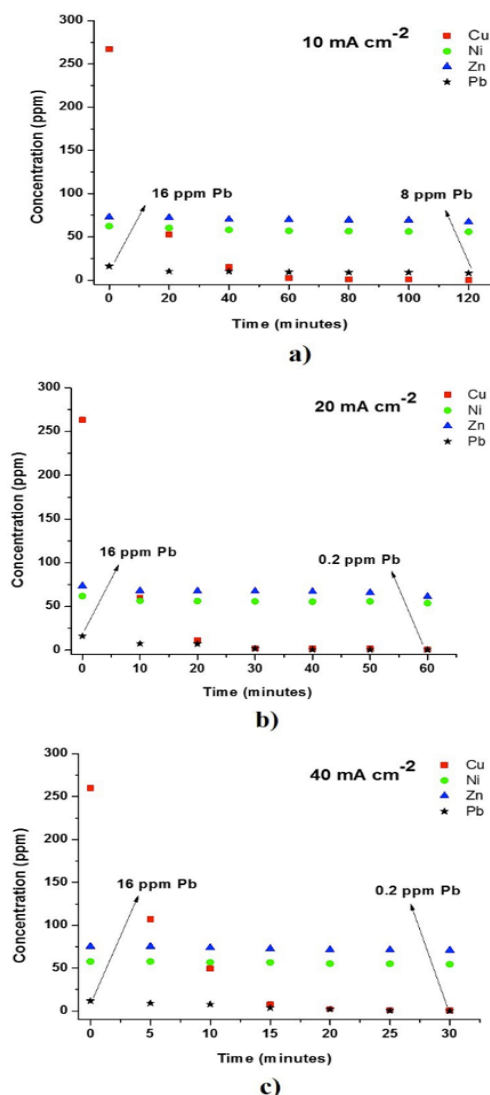 10 mA cm-2
Cu
Ni
Zn
Pb
300
250
200
150
100
50
0
16 ppm Pb
8 ppm Pb
Concentration (ppm)
0 20 40 60 80 100 120
Time (minutes)
a)
20 mA cm-2
Cu
Ni
Zn
Pb
300
250
200
150
100
50
0
16 ppm Pb
0.2 ppm Pb
Concentration (ppm)
0 10 20 30 40 50 60
Time (minutes)
b)
40 mA cm-2
Cu
Ni
Zn
Pb
300
250
200
150
100
50
0
16 ppm Pb
0.2 ppm Pb
Concentration (ppm)
0 5 10 15 20 25 30
Time (minutes)
c)